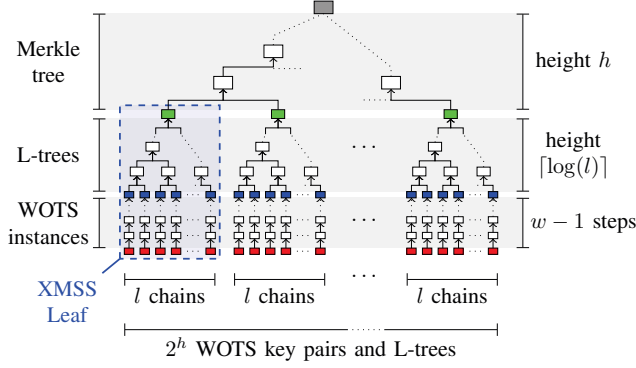 Merkle
tree
height h
L-trees
height
⌈log(l)⌉
. . .
WOTS
instances
w − 1 steps
. . .
XMSS
Leaf
l chains
l chains
. . .
l chains
2^h WOTS key pairs and L-trees